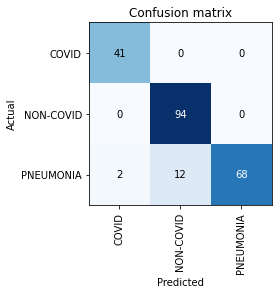 Confusion matrix
Actual
COVID 41 0 0
NON-COVID 0 94 0
PNEUMONIA 2 12 68
COVID
NON-COVID
PNEUMONIA
Predicted